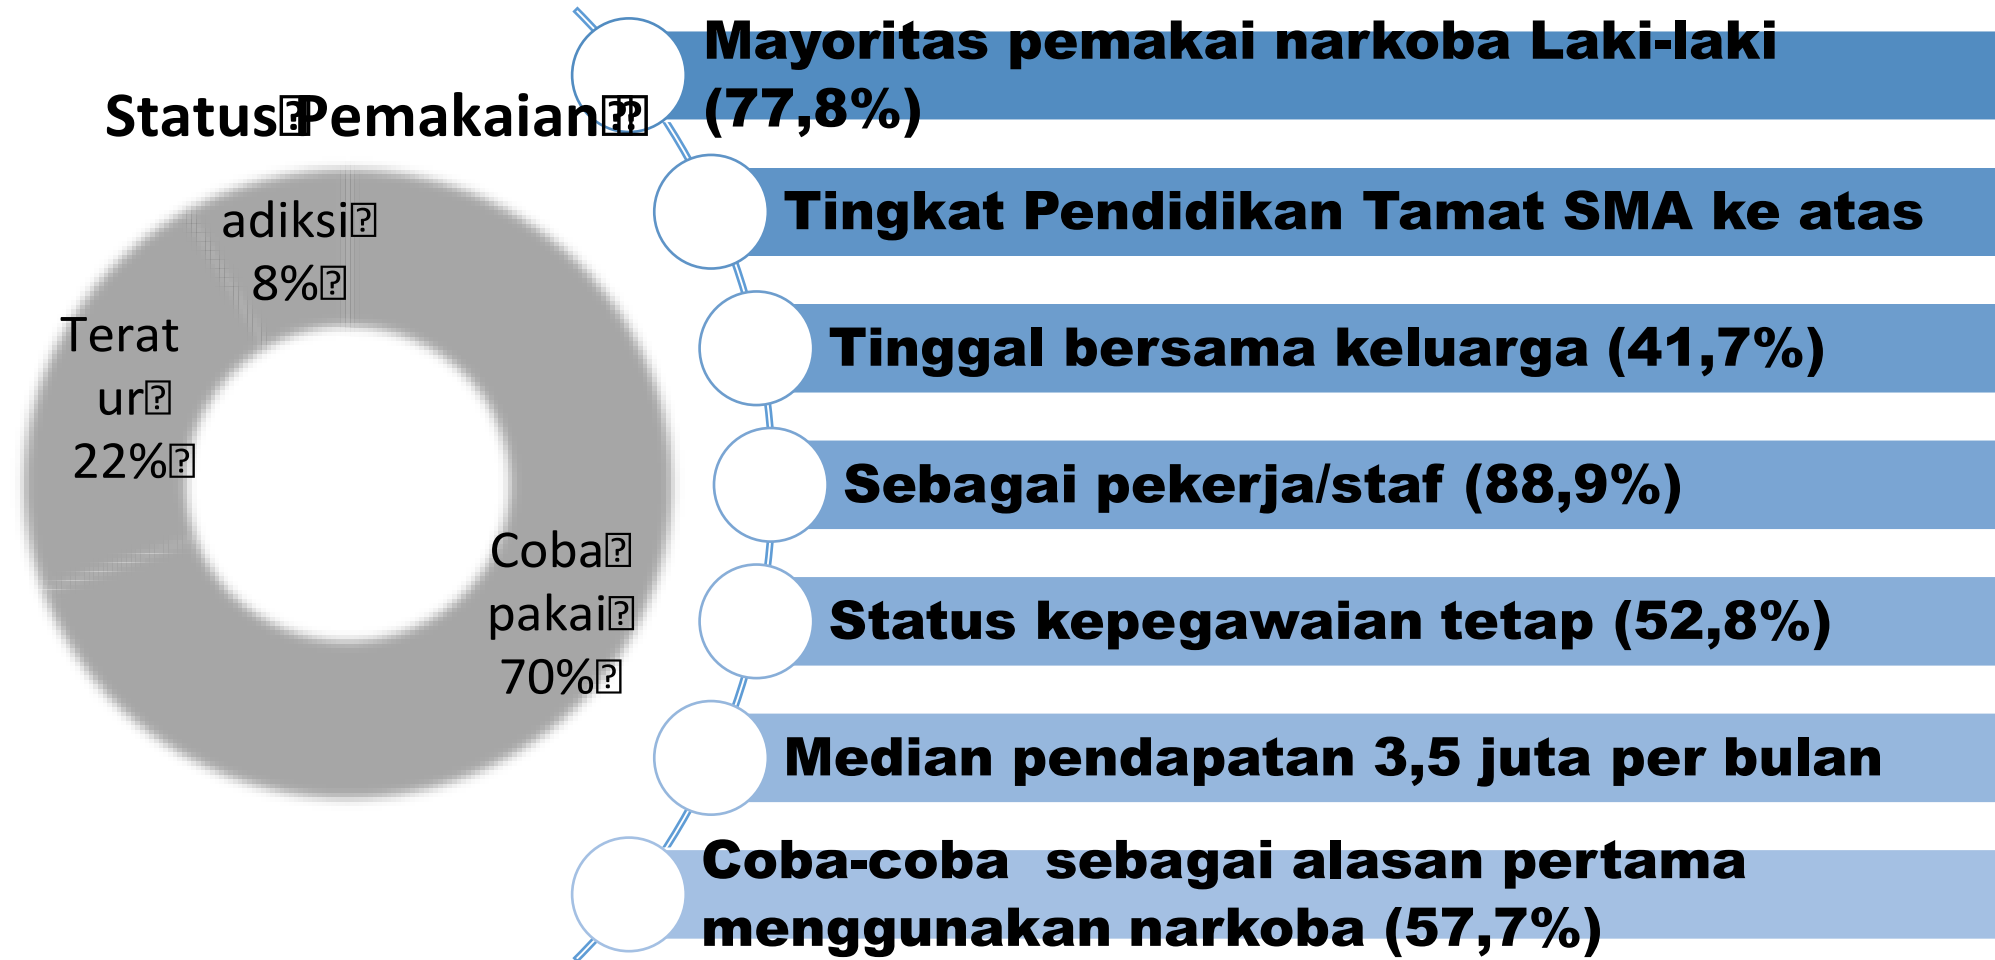 Status Pemakaian
adiksi
8%
Terat
ur
22%
Coba
pakai
70%
Mayoritas pemakai narkoba Laki-laki
(77,8%)
Tingkat Pendidikan Tamat SMA ke atas
Tinggal bersama keluarga (41,7%)
Sebagai pekerja/staf (88,9%)
Status kepegawaian tetap (52,8%)
Median pendapatan 3,5 juta per bulan
Coba-coba  sebagai alasan pertama
menggunakan narkoba (57,7%)